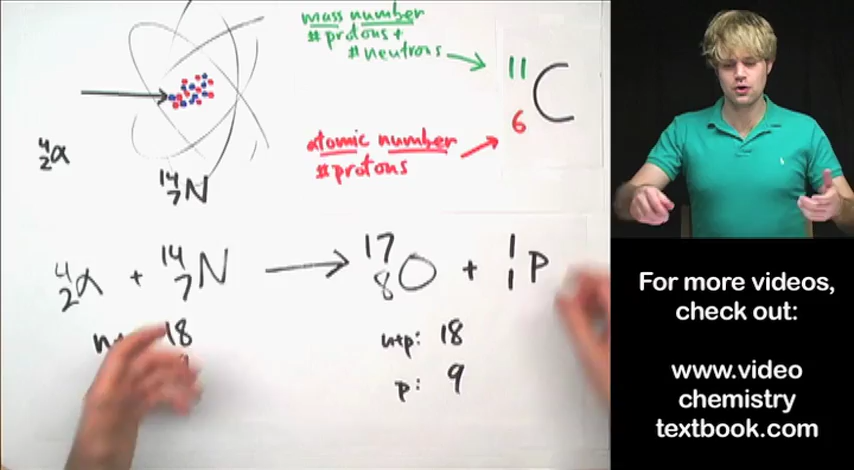 mass number
#protons +
#neutrons
11
6 C
atomic number
#protons
4
2 α
14
7 N
4
2 α + 14
7 N → 17
8 O + 1
1 p
18
n+p: 18
p: 9
For more videos,
check out:
www.video
chemistry
textbook.com